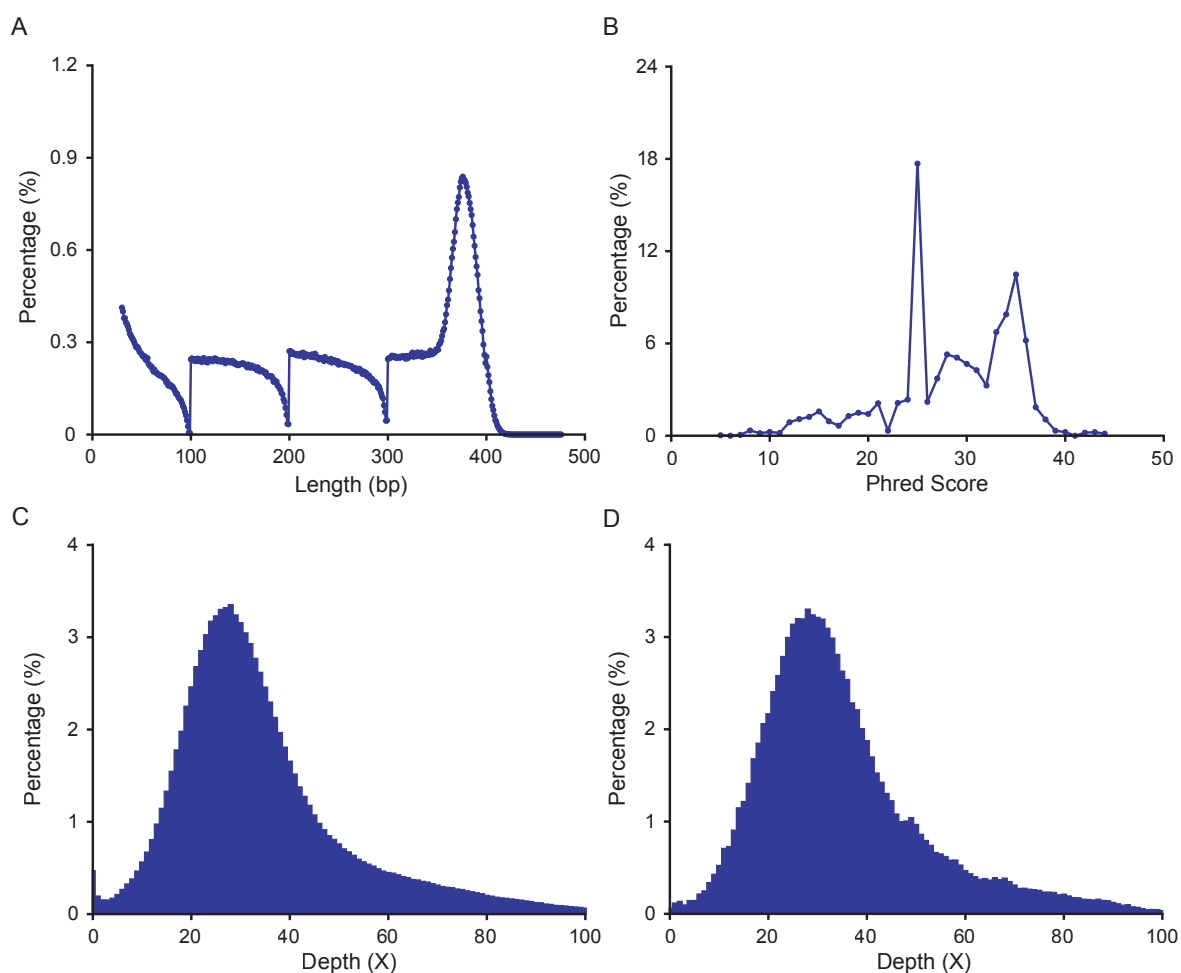 A
1.2
0.9
0.6
0.3
0
Percentage (%)
0 100 200 300 400 500
Length (bp)
B
24
18
12
6
0
Percentage (%)
0 10 20 30 40 50
Phred Score
C
4
3
2
1
0
Percentage (%)
0 20 40 60 80 100
Depth (X)
D
4
3
2
1
0
Percentage (%)
0 20 40 60 80 100
Depth (X)